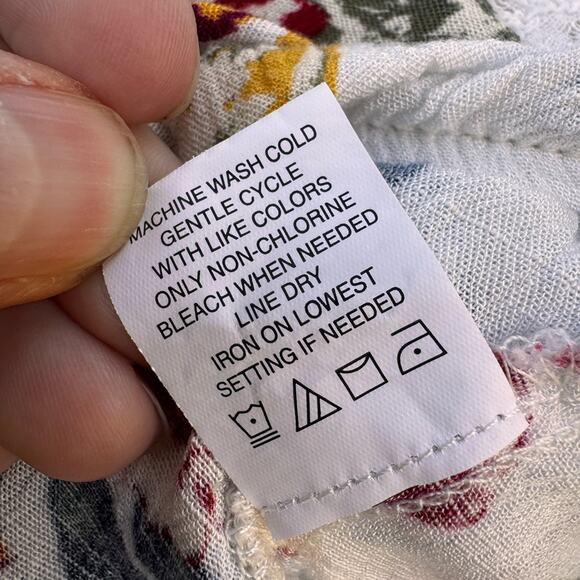 MACHINE WASH COLD
GENTLE CYCLE
WITH LIKE COLORS
ONLY NON-CHLORINE
BLEACH WHEN NEEDED
LINE DRY
IRON ON LOWEST
SETTING IF NEEDED